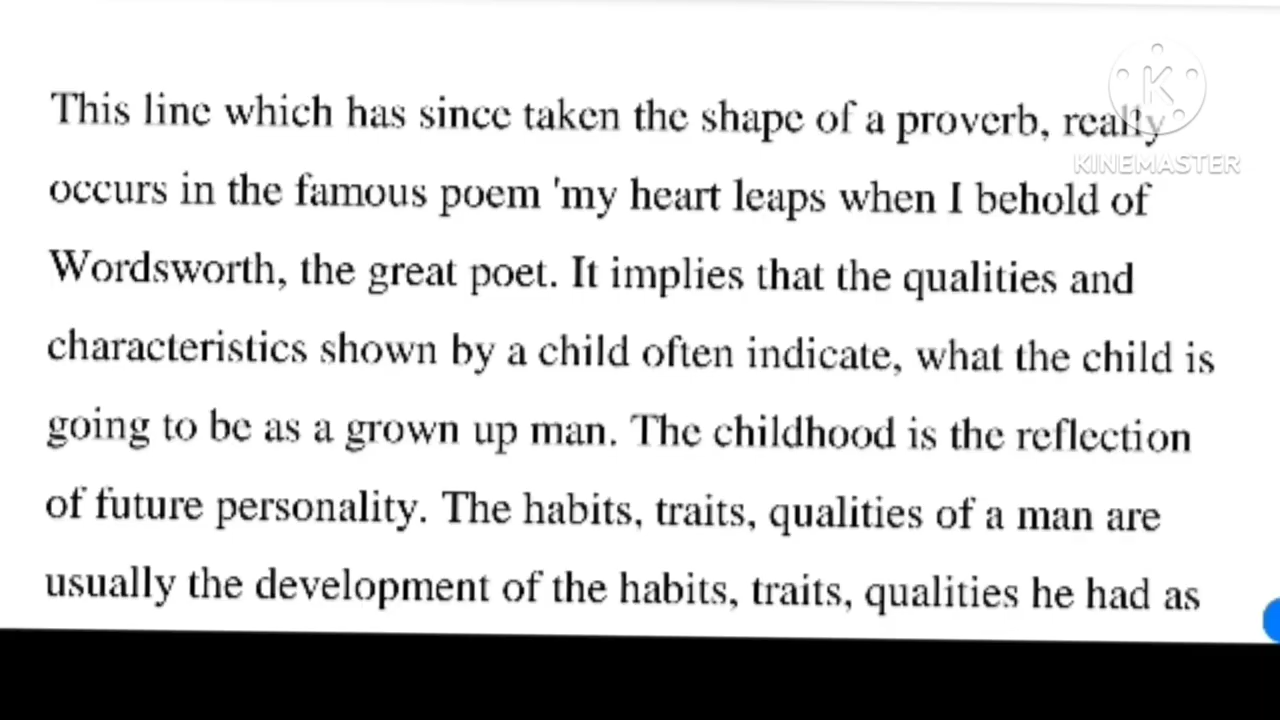 This line which has since taken the shape of a proverb, really
KINEMASTER
occurs in the famous poem 'my heart leaps when I behold of
Wordsworth, the great poet. It implies that the qualities and
characteristics shown by a child often indicate, what the child is
going to be as a grown up man. The childhood is the reflection
of future personality. The habits, traits, qualities of a man are
usually the development of the habits, traits, qualities he had as